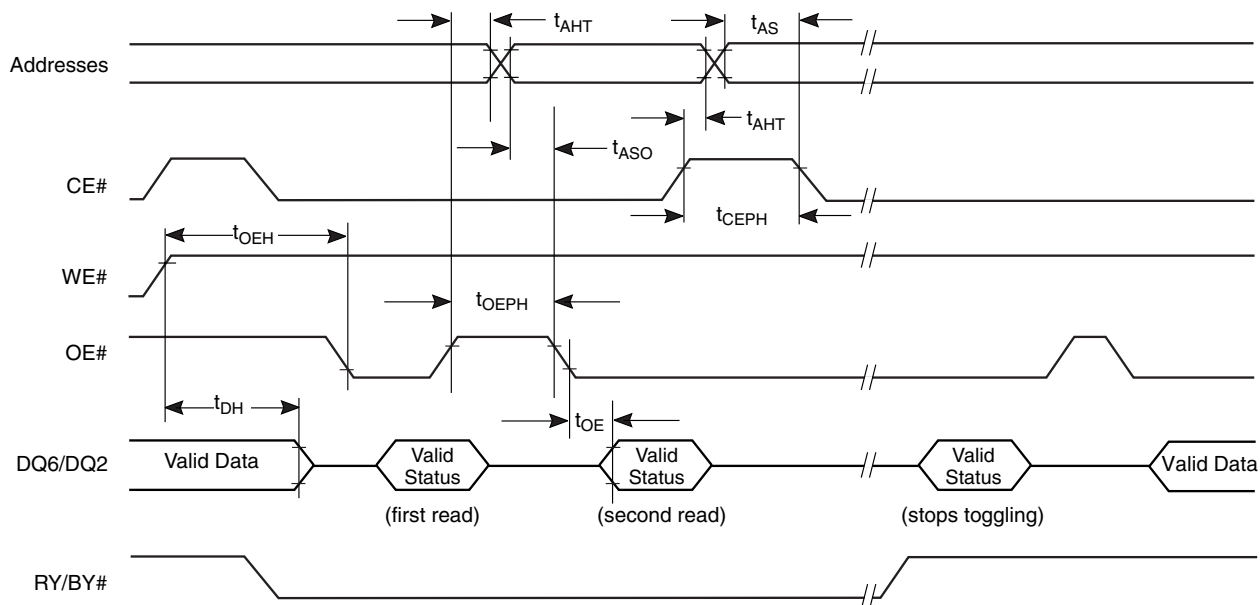 tAHT
tAS
Addresses
tAHT
tASO
CE#
tCEPH
tOEH
WE#
tOEPH
OE#
tDH
tOE
DQ6/DQ2
Valid Data
Valid
Status
Valid
Status
Valid
Status
Valid Data
(first read)
(second read)
(stops toggling)
RY/BY#